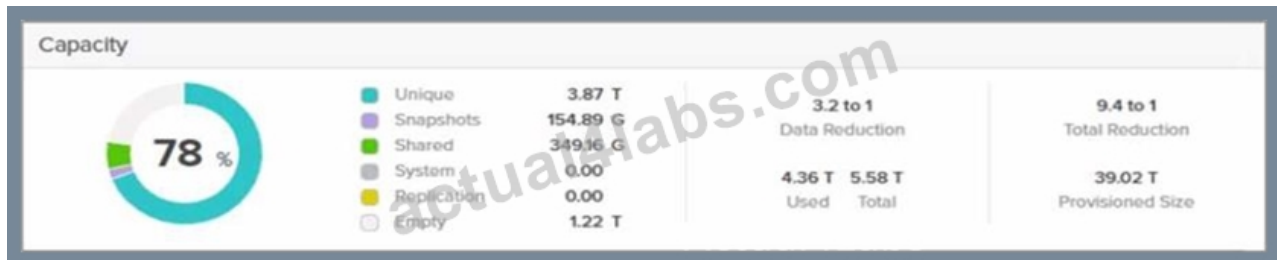 Capacity
78 %
Unique 3.87 T
Snapshots 154.89 G
Shared 349.16 G
System 0.00
Replication 0.00
Empty 1.22 T
3.2 to 1
Data Reduction
4.36 T 5.58 T
Used Total
9.4 to 1
Total Reduction
39.02 T
Provisioned Size
actual4labs.com